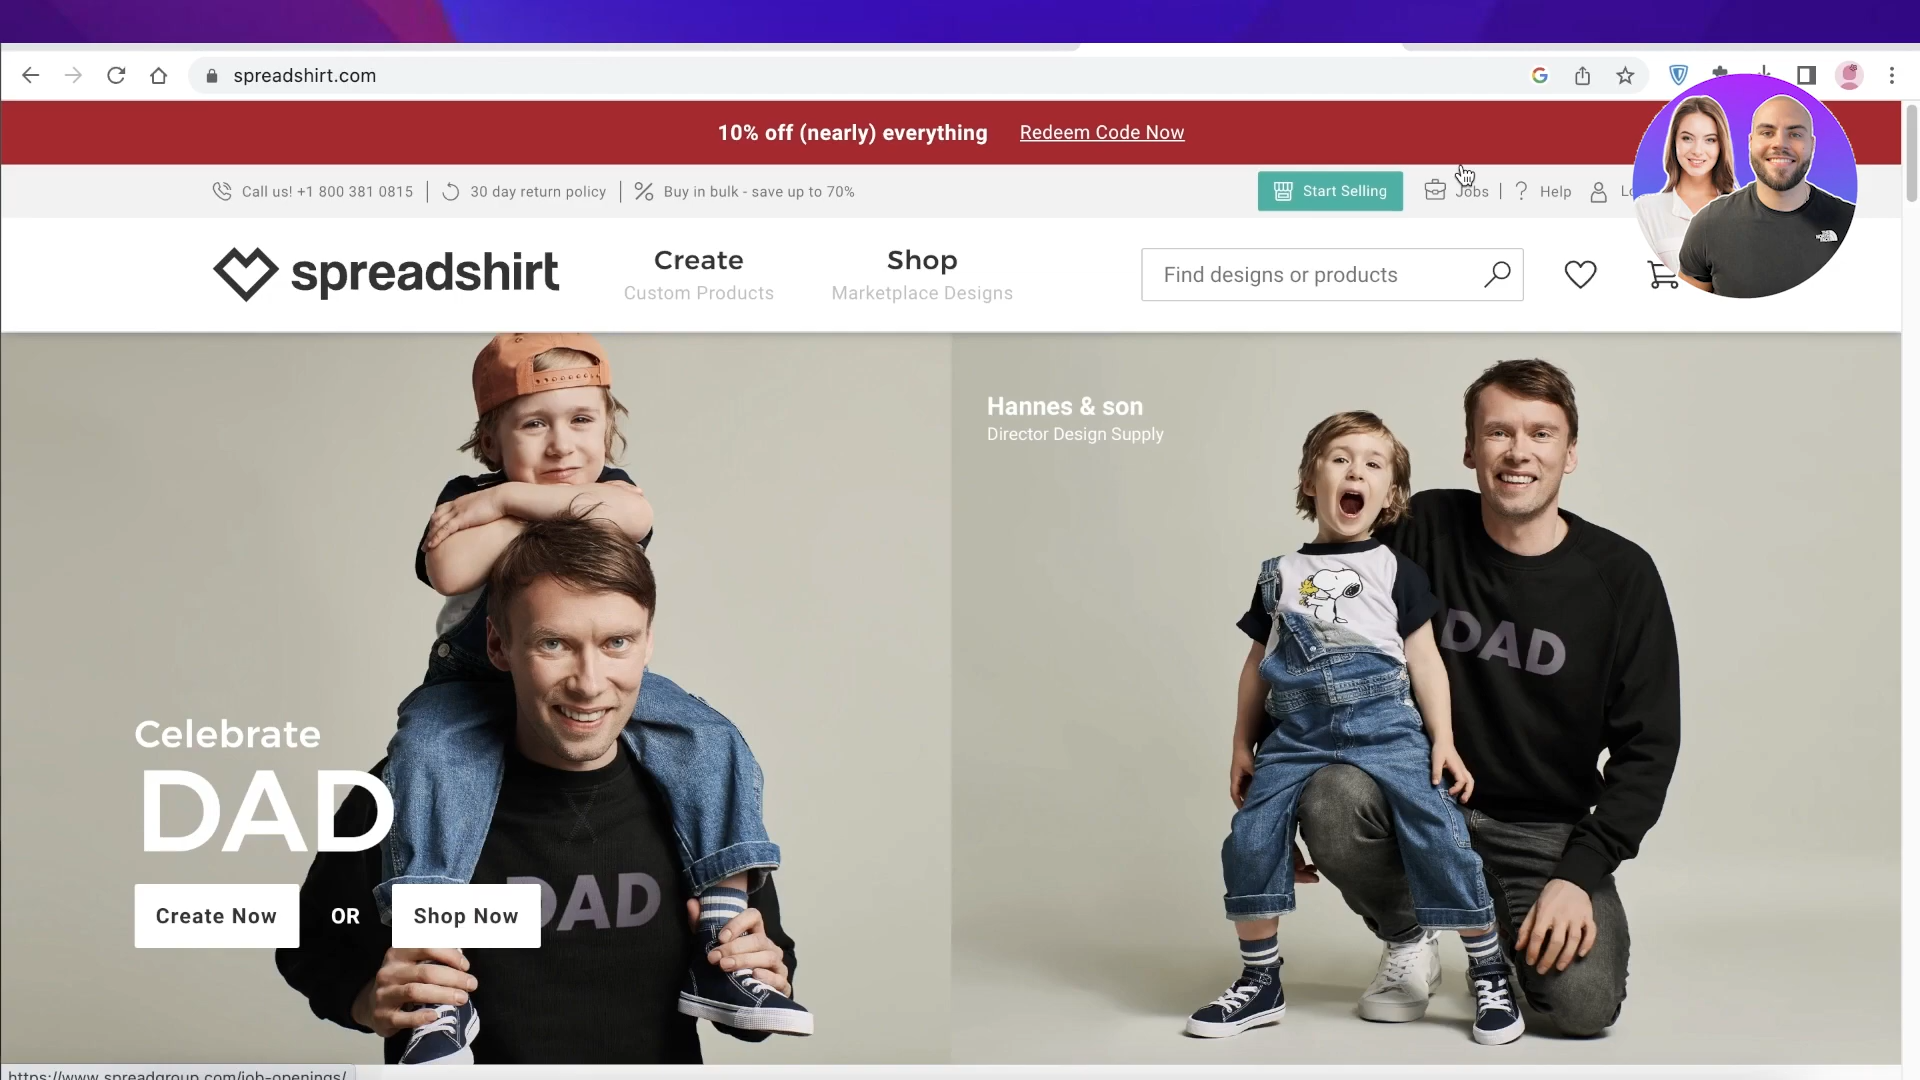 spreadshirt.com
10% off (nearly) everything Redeem Code Now
Call us! +1 800 381 0815 | 30 day return policy | Buy in bulk - save up to 70% Start Selling Jobs | Help
spreadshirt Create Shop Find designs or products
Custom Products Marketplace Designs
Hannes & son
Director Design Supply
DAD
Celebrate
DAD
DAD
Create Now OR Shop Now
https://www.spreadgroup.com/job-openings/